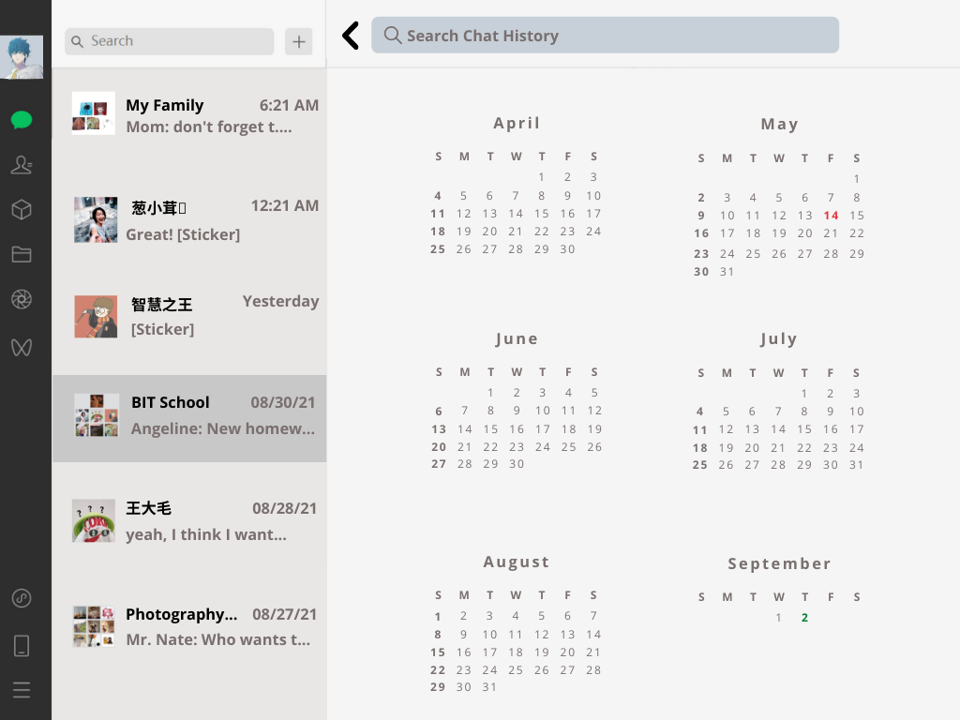 Search
+
Search Chat History
My Family 6:21 AM
Mom: don't forget t....
葱小茸 12:21 AM
Great! [Sticker]
智慧之王 Yesterday
[Sticker]
BIT School 08/30/21
Angeline: New homew...
王大毛 08/28/21
yeah, I think I want...
Photography... 08/27/21
Mr. Nate: Who wants t...
April
S M T W T F S
1 2 3
4 5 6 7 8 9 10
11 12 13 14 15 16 17
18 19 20 21 22 23 24
25 26 27 28 29 30
May
S M T W T F S
1
2 3 4 5 6 7 8
9 10 11 12 13 14 15
16 17 18 19 20 21 22
23 24 25 26 27 28 29
30 31
June
S M T W T F S
1 2 3 4 5
6 7 8 9 10 11 12
13 14 15 16 17 18 19
20 21 22 23 24 25 26
27 28 29 30
July
S M T W T F S
1 2 3
4 5 6 7 8 9 10
11 12 13 14 15 16 17
18 19 20 21 22 23 24
25 26 27 28 29 30 31
August
S M T W T F S
1 2 3 4 5 6 7
8 9 10 11 12 13 14
15 16 17 18 19 20 21
22 23 24 25 26 27 28
29 30 31
September
S M T W T F S
1 2